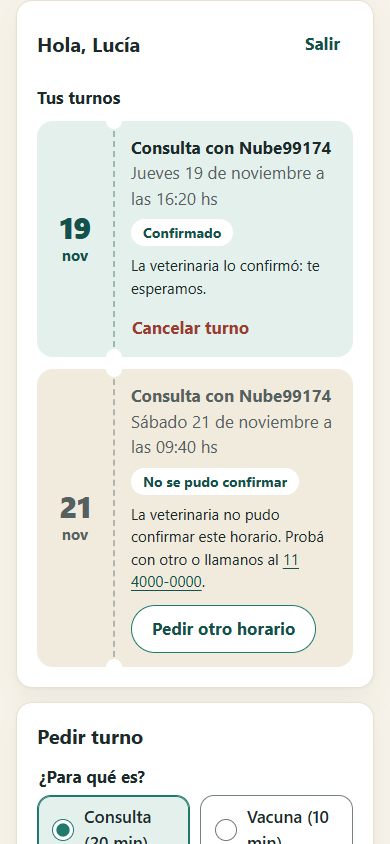 Hola, Lucía
Salir
Tus turnos
19
nov
Consulta con Nube99174
Jueves 19 de noviembre a
las 16:20 hs
Confirmado
La veterinaria lo confirmó: te
esperamos.
Cancelar turno
21
nov
Consulta con Nube99174
Sábado 21 de noviembre a
las 09:40 hs
No se pudo confirmar
La veterinaria no pudo
confirmar este horario. Probá
con otro o llamanos al 11
4000-0000.
Pedir otro horario
Pedir turno
¿Para qué es?
Consulta
(20 min)
Vacuna (10
min)